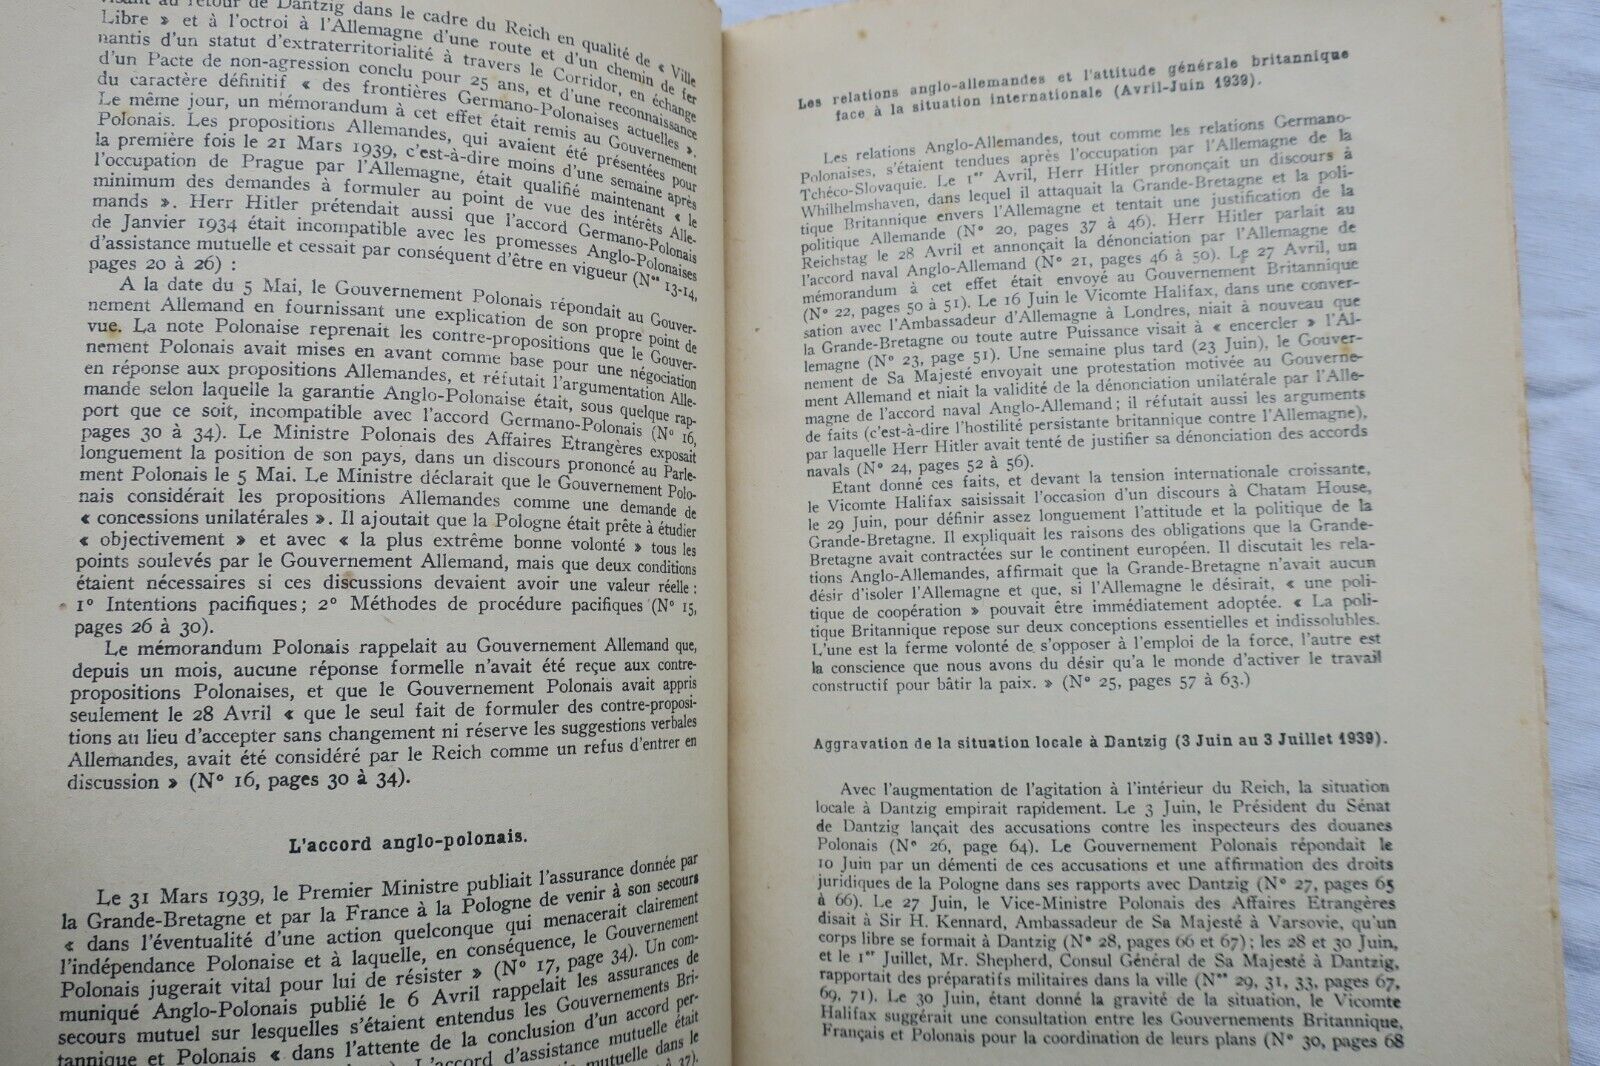 visant au retour de Dantzig dans le cadre du Reich en qualité de « Ville
Libre » et à l'octroi à l'Allemagne d'une route et d'un chemin de fer
nantis d'un statut d'extraterritorialité à travers le Corridor, en échange
d'un Pacte de non-agression conclu pour 25 ans, et d'une reconnaissance
du caractère définitif « des frontières Germano-Polonaises actuelles ».
Le même jour, un mémorandum à cet effet était remis au Gouvernement
Polonais. Les propositions Allemandes, qui avaient été présentées pour
la première fois le 21 Mars 1939, c'est-à-dire moins d'une semaine après
l'occupation de Prague par l'Allemagne, était qualifié maintenant « le
minimum des demandes à formuler au point de vue des intérêts Alle-
mands ». Herr Hitler prétendait aussi que l'accord Germano-Polonais
de Janvier 1934 était incompatible avec les promesses Anglo-Polonaises
d'assistance mutuelle et cessait par conséquent d'être en vigueur (Nos 13-14,
pages 20 à 26) :
A la date du 5 Mai, le Gouvernement Polonais répondait au Gouver-
nement Allemand en fournissant une explication de son propre point de
vue. La note Polonaise reprenait les contre-propositions que le Gouver-
nement Polonais avait mises en avant comme base pour une négociation
en réponse aux propositions Allemandes, et réfutait l'argumentation Alle-
mande selon laquelle la garantie Anglo-Polonaise était, sous quelque rap-
port que ce soit, incompatible avec l'accord Germano-Polonais (N° 16,
pages 30 à 34). Le Ministre Polonais des Affaires Etrangères exposait
longuement la position de son pays, dans un discours prononcé au Parle-
ment Polonais le 5 Mai. Le Ministre déclarait que le Gouvernement Polo-
nais considérait les propositions Allemandes comme une demande de
« concessions unilatérales ». Il ajoutait que la Pologne était prête à étudier
« objectivement » et avec « la plus extrême bonne volonté » tous les
points soulevés par le Gouvernement Allemand, mais que deux conditions
étaient nécessaires si ces discussions devaient avoir une valeur réelle :
1° Intentions pacifiques ; 2° Méthodes de procédure pacifiques (N° 15,
pages 26 à 30).
Le mémorandum Polonais rappelait au Gouvernement Allemand que,
depuis un mois, aucune réponse formelle n'avait été reçue aux contre-
propositions Polonaises, et que le Gouvernement Polonais avait appris
seulement le 28 Avril « que le seul fait de formuler des contre-proposi-
tions au lieu d'accepter sans changement ni réserve les suggestions verbales
Allemandes, avait été considéré par le Reich comme un refus d'entrer en
discussion » (N° 16, pages 30 à 34).
L'accord anglo-polonais.
Le 31 Mars 1939, le Premier Ministre publiait l'assurance donnée par
la Grande-Bretagne et par la France à la Pologne de venir à son secours
« dans l'éventualité d'une action quelconque qui menacerait clairement
l'indépendance Polonaise et à laquelle, en conséquence, le Gouvernement
Polonais jugerait vital pour lui de résister » (N° 17, page 34). Un com-
muniqué Anglo-Polonais publié le 6 Avril rappelait les assurances de
secours mutuel sur lesquelles s'étaient entendus les Gouvernements Bri-
tannique et Polonais « dans l'attente de la conclusion d'un accord per-
L'accord d'assistance mutuelle était
mutuelle dans le
Les relations anglo-allemandes et l'attitude générale britannique
face à la situation internationale (Avril-Juin 1939).
Les relations Anglo-Allemandes, tout comme les relations Germano-
Polonaises, s'étaient tendues après l'occupation par l'Allemagne de la
Tchéco-Slovaquie. Le 1er Avril, Herr Hitler prononçait un discours à
Whilhelmshaven, dans lequel il attaquait la Grande-Bretagne et la poli-
tique Britannique envers l'Allemagne et tentait une justification de la
politique Allemande (N° 20, pages 37 à 46). Herr Hitler parlait au
Reichstag le 28 Avril et annonçait la dénonciation par l'Allemagne de
l'accord naval Anglo-Allemand (N° 21, pages 46 à 50). Le 27 Avril, un
mémorandum à cet effet était envoyé au Gouvernement Britannique
(N° 22, pages 50 à 51). Le 16 Juin le Vicomte Halifax, dans une conver-
sation avec l'Ambassadeur d'Allemagne à Londres, niait à nouveau que
la Grande-Bretagne ou toute autre Puissance visait à « encercler » l'Al-
lemagne (N° 23, page 51). Une semaine plus tard (23 Juin), le Gouver-
nement de Sa Majesté envoyait une protestation motivée au Gouverne-
ment Allemand et niait la validité de la dénonciation unilatérale par l'Alle-
magne de l'accord naval Anglo-Allemand ; il réfutait aussi les arguments
de faits (c'est-à-dire l'hostilité persistante britannique contre l'Allemagne),
par laquelle Herr Hitler avait tenté de justifier sa dénonciation des accords
navals (N° 24, pages 52 à 56).
Etant donné ces faits, et devant la tension internationale croissante,
le Vicomte Halifax saisissait l'occasion d'un discours à Chatam House,
le 29 Juin, pour définir assez longuement l'attitude et la politique de la
Grande-Bretagne. Il expliquait les raisons des obligations que la Grande-
Bretagne avait contractées sur le continent européen. Il discutait les rela-
tions Anglo-Allemandes, affirmait que la Grande-Bretagne n'avait aucun
désir d'isoler l'Allemagne et que, si l'Allemagne le désirait, « une poli-
tique de coopération » pouvait être immédiatement adoptée. « La poli-
tique Britannique repose sur deux conceptions essentielles et indissolubles.
L'une est la ferme volonté de s'opposer à l'emploi de la force, l'autre est
la conscience que nous avons du désir qu'a le monde d'activer le travail
constructif pour bâtir la paix. » (N° 25, pages 57 à 63.)
Aggravation de la situation locale à Dantzig (3 Juin au 3 Juillet 1939).
Avec l'augmentation de l'agitation à l'intérieur du Reich, la situation
locale à Dantzig empirait rapidement. Le 3 Juin, le Président du Sénat
de Dantzig lançait des accusations contre les inspecteurs des douanes
Polonais (N° 26, page 64). Le Gouvernement Polonais répondait le
10 Juin par un démenti de ces accusations et une affirmation des droits
juridiques de la Pologne dans ses rapports avec Dantzig (N° 27, pages 65
à 66). Le 27 Juin, le Vice-Ministre Polonais des Affaires Etrangères
disait à Sir H. Kennard, Ambassadeur de Sa Majesté à Varsovie, qu'un
corps libre se formait à Dantzig (N° 28, pages 66 et 67) ; les 28 et 30 Juin,
et le 1er Juillet, Mr. Shepherd, Consul Général de Sa Majesté à Dantzig,
rapportait des préparatifs militaires dans la ville (Nos 29, 31, 33, pages 67,
69, 71). Le 30 Juin, étant donné la gravité de la situation, le Vicomte
Halifax suggérait une consultation entre les Gouvernements Britannique,
Français et Polonais pour la coordination de leurs plans (N° 30, pages 68